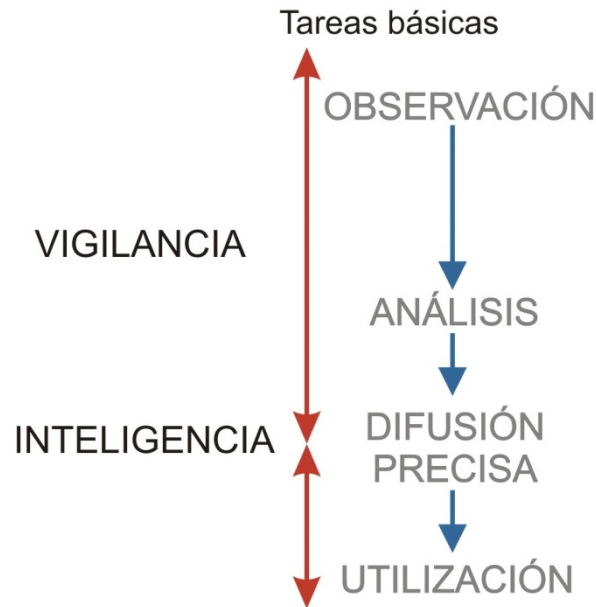 Tareas básicas
OBSERVACIÓN
VIGILANCIA
ANÁLISIS
INTELIGENCIA
DIFUSIÓN
PRECISA
UTILIZACIÓN